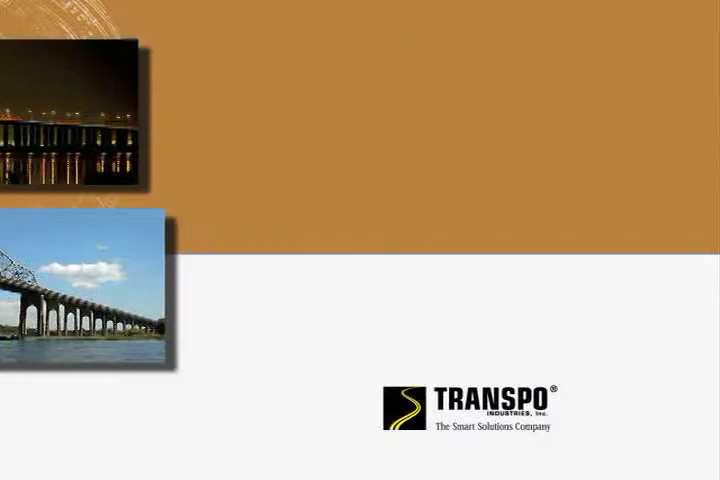 TRANSPO®
INDUSTRIES, Inc.
The Smart Solutions Company